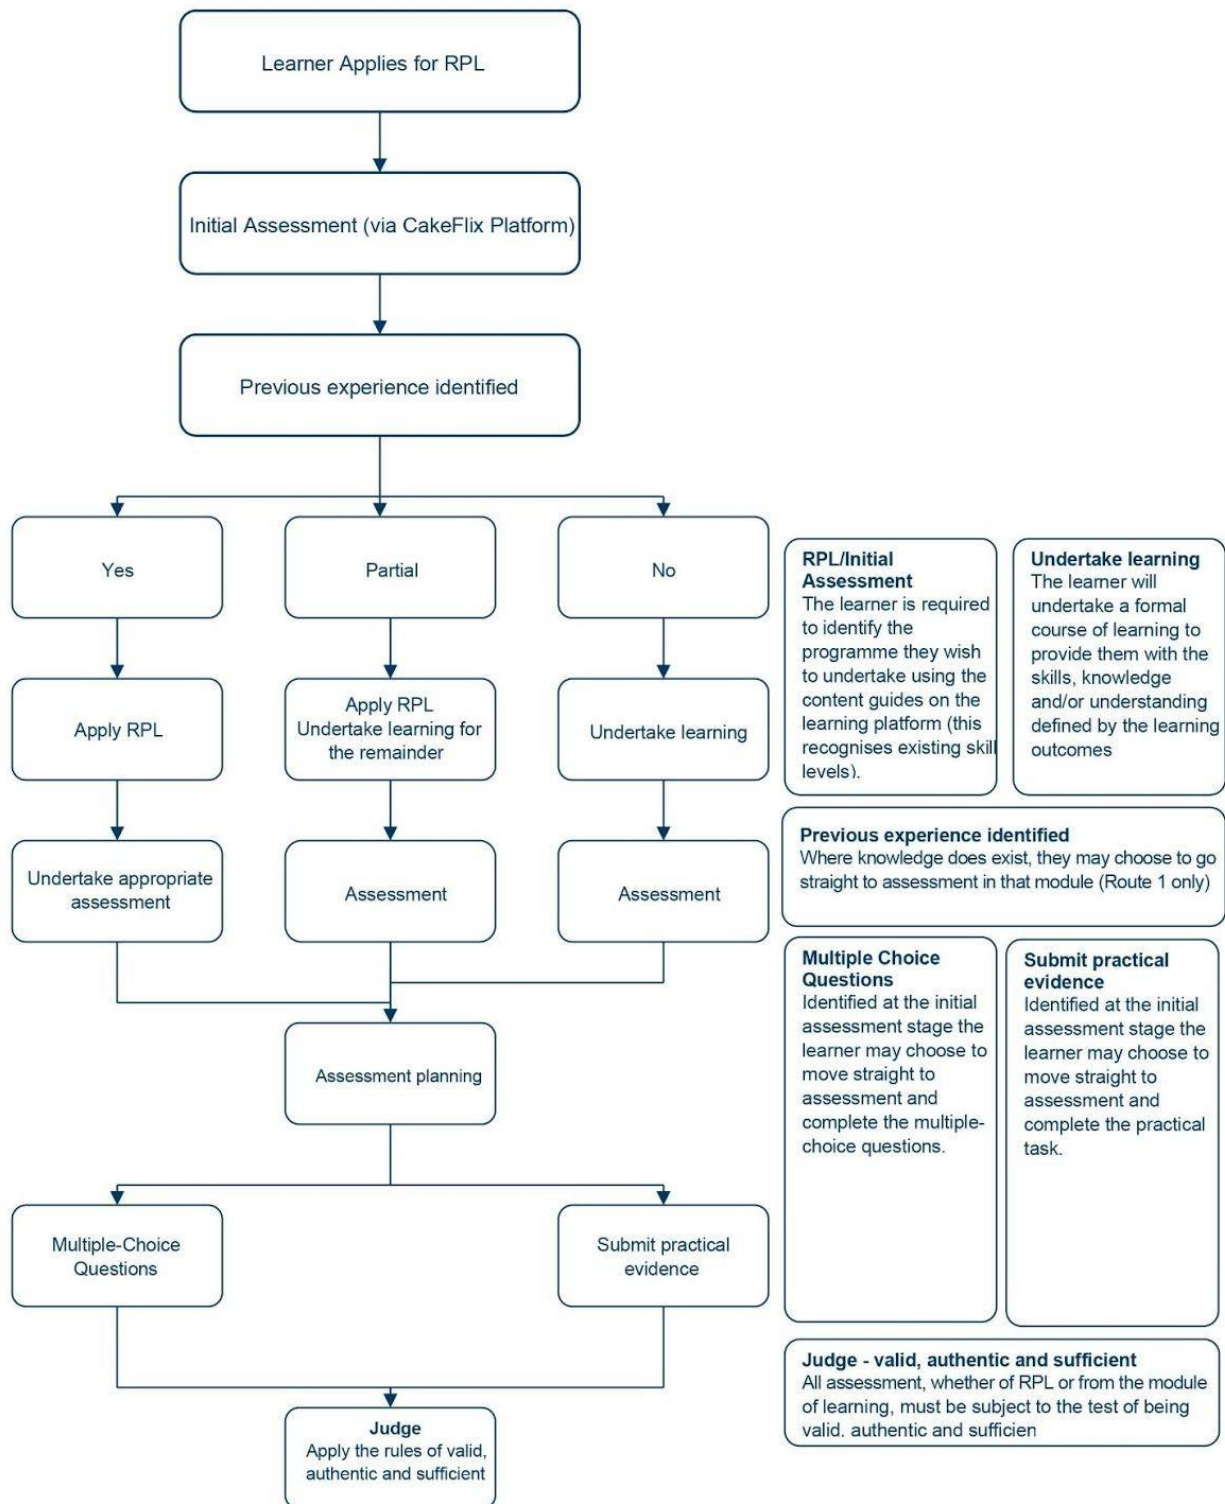 Learner Applies for RPL
Initial Assessment (via CakeFlix Platform)
Previous experience identified
Yes
Partial
No
Apply RPL
Apply RPL
Undertake learning for
the remainder
Undertake learning
Undertake appropriate
assessment
Assessment
Assessment
Assessment planning
Multiple-Choice
Questions
Submit practical
evidence
Judge
Apply the rules of valid,
authentic and sufficient
RPL/Initial
Assessment
The learner is required
to identify the
programme they wish
to undertake using the
content guides on the
learning platform (this
recognises existing skill
levels).
Undertake learning
The learner will
undertake a formal
course of learning to
provide them with the
skills, knowledge
and/or understanding
defined by the learning
outcomes
Previous experience identified
Where knowledge does exist, they may choose to go
straight to assessment in that module (Route 1 only)
Multiple Choice
Questions
Identified at the initial
assessment stage the
learner may choose to
move straight to
assessment and
complete the multiple-
choice questions.
Submit practical
evidence
Identified at the initial
assessment stage the
learner may choose to
move straight to
assessment and
complete the practical
task.
Judge - valid, authentic and sufficient
All assessment, whether of RPL or from the module
of learning, must be subject to the test of being
valid, authentic and sufficien